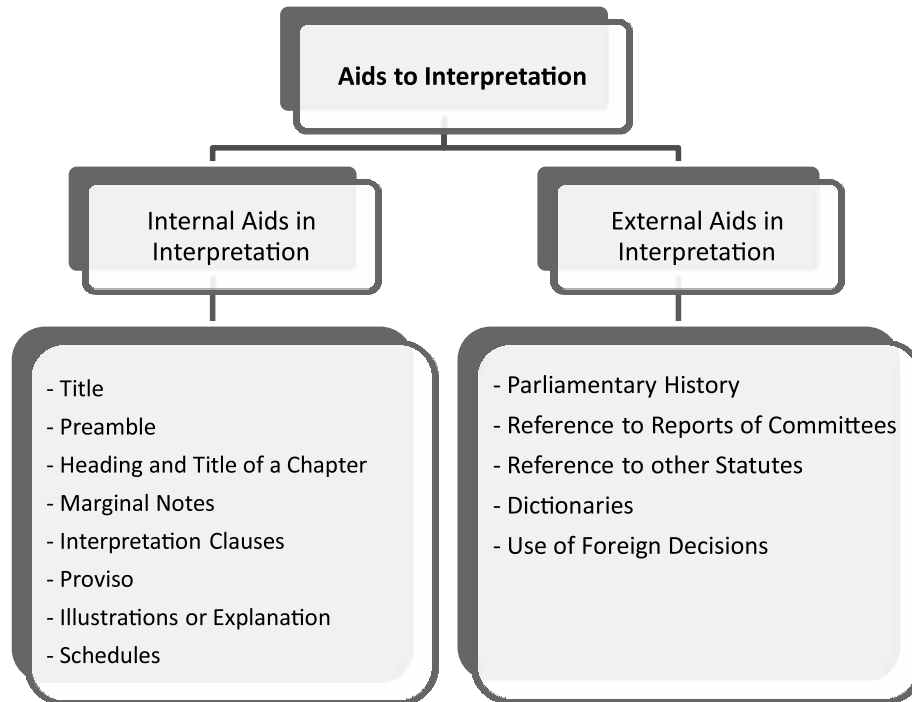 Aids to Interpretation
Internal Aids in
Interpretation
External Aids in
Interpretation
- Title
- Preamble
- Heading and Title of a Chapter
- Marginal Notes
- Interpretation Clauses
- Proviso
- Illustrations or Explanation
- Schedules
- Parliamentary History
- Reference to Reports of Committees
- Reference to other Statutes
- Dictionaries
- Use of Foreign Decisions